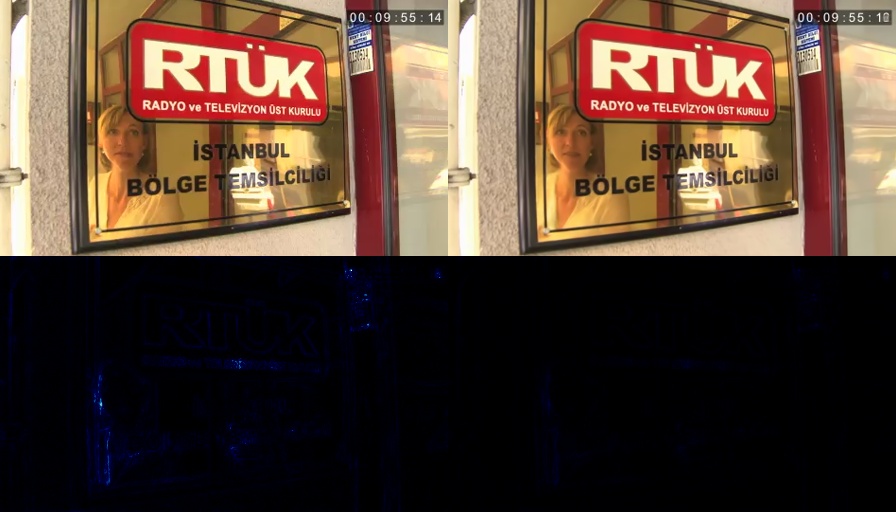 00:09:55:14
RTÜK
RADYO ve TELEVİZYON ÜST KURULU
İSTANBUL
BÖLGE TEMSİLCİLİĞİ
00:09:55:1
RTÜK
RADYO ve TELEVİZYON ÜST KURULU
İSTANBUL
BÖLGE TEMSİLCİLİĞİ